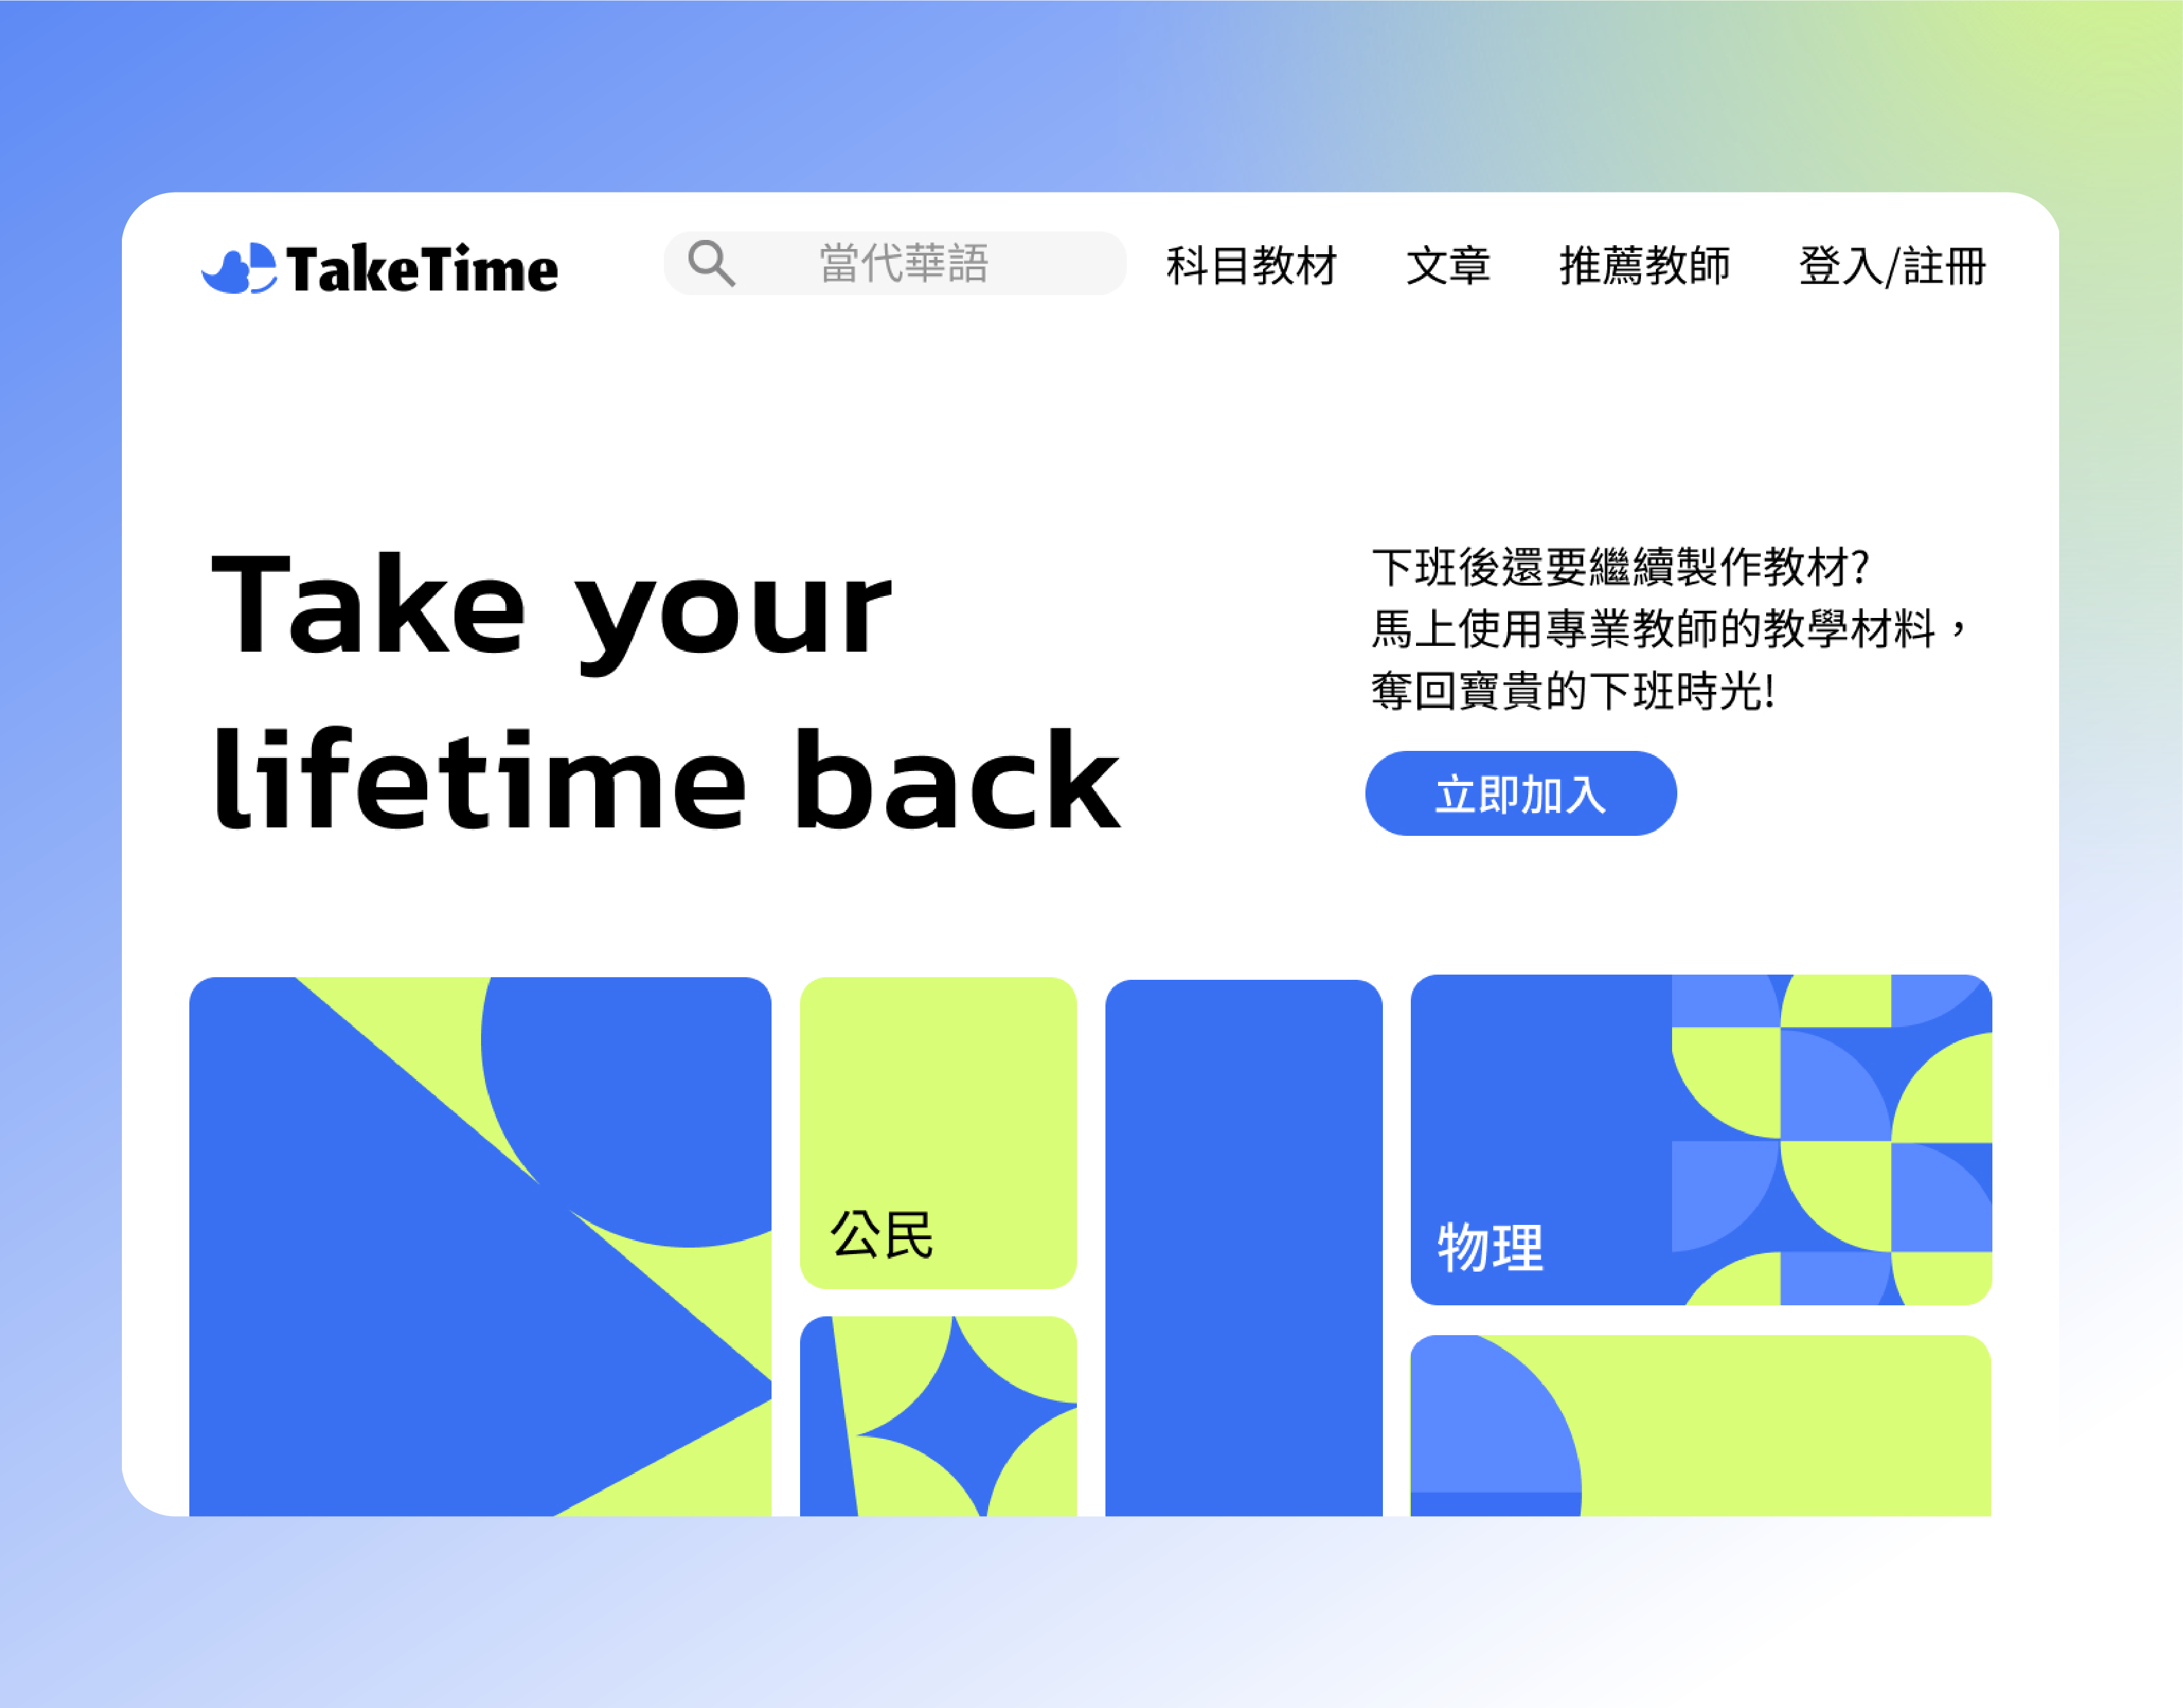 TakeTime
當代華語
科目教材
文章
推薦教師
登入/註冊
Take your
lifetime back
下班後還要繼續製作教材?
馬上使用專業教師的教學材料，
奪回寶貴的下班時光!
立即加入
公民
物理